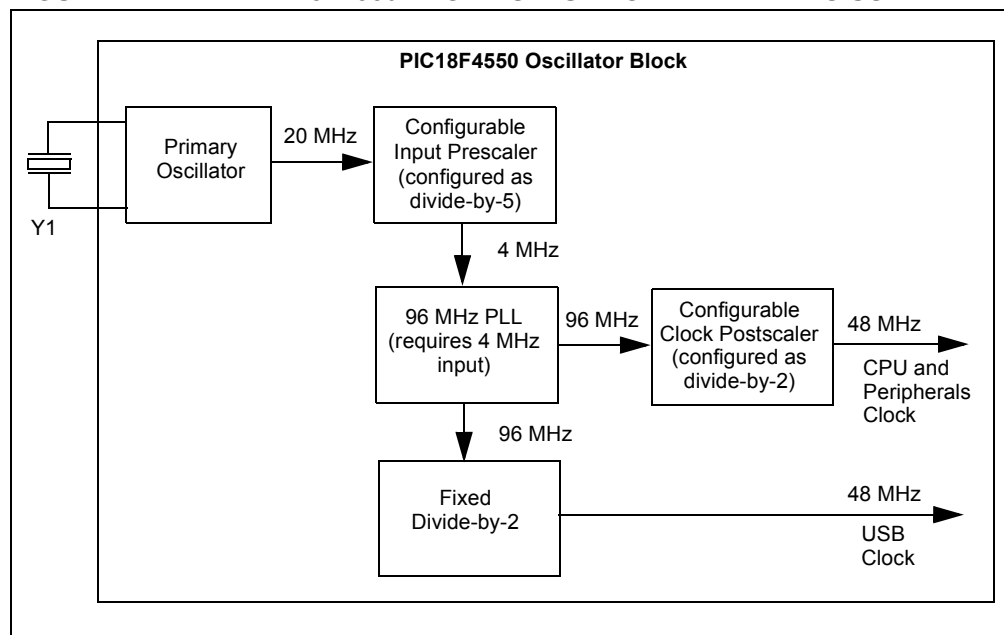 PIC18F4550 Oscillator Block
Primary
Oscillator
20 MHz
Configurable
Input Prescaler
(configured as
divide-by-5)
Y1
4 MHz
96 MHz PLL
(requires 4 MHz
input)
96 MHz
Configurable
Clock Postscaler
(configured as
divide-by-2)
48 MHz
CPU and
Peripherals
Clock
96 MHz
Fixed
Divide-by-2
48 MHz
USB
Clock